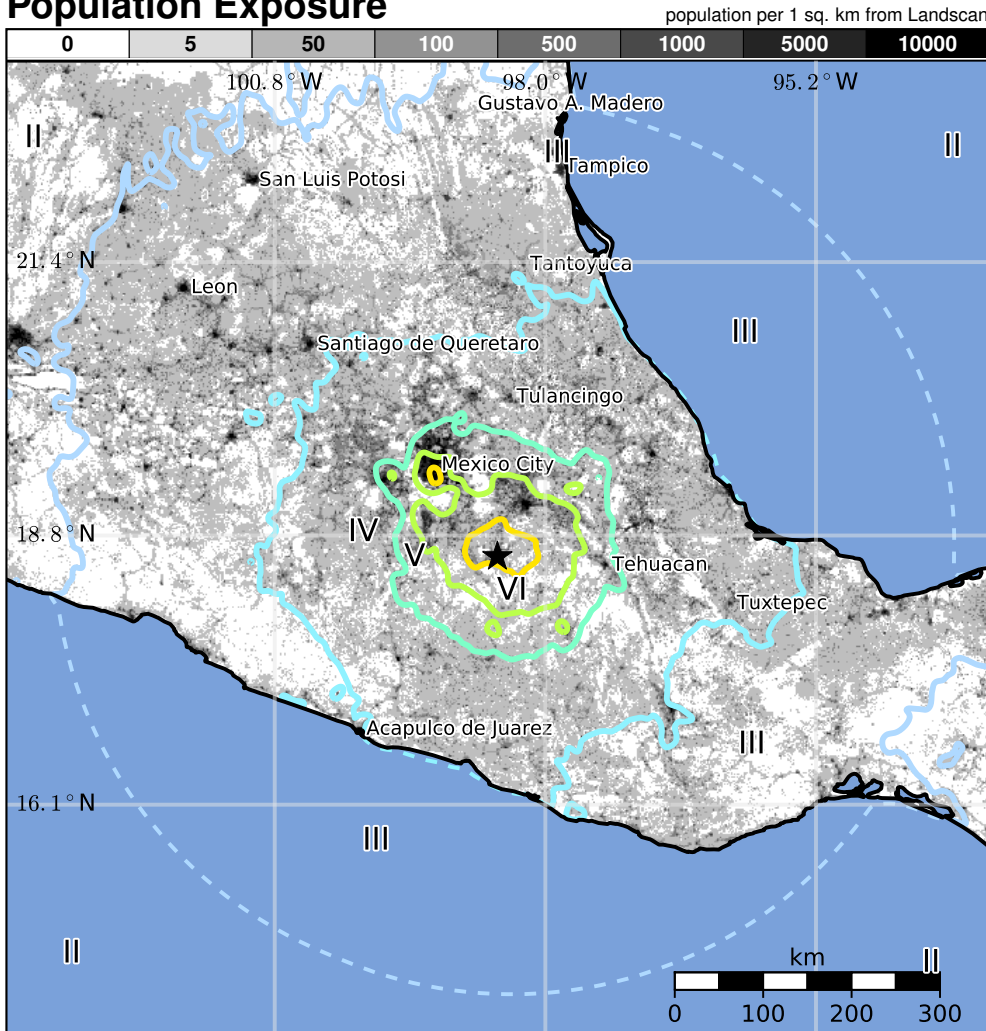 Population Exposure
population per 1 sq. km from Landscan
0 5 50 100 500 1000 5000 10000
100.8°W 98.0°W 95.2°W
Gustavo A. Madero
II III II
Tampico
San Luis Potosi
21.4°N
Tantoyuca
Leon
III
Santiago de Queretaro
Tulancingo
Mexico City
18.8°N
IV
V
Tehuacan
VI
Tuxtepec
Acapulco de Juarez
III
16.1°N
III
II
km
II
0 100 200 300